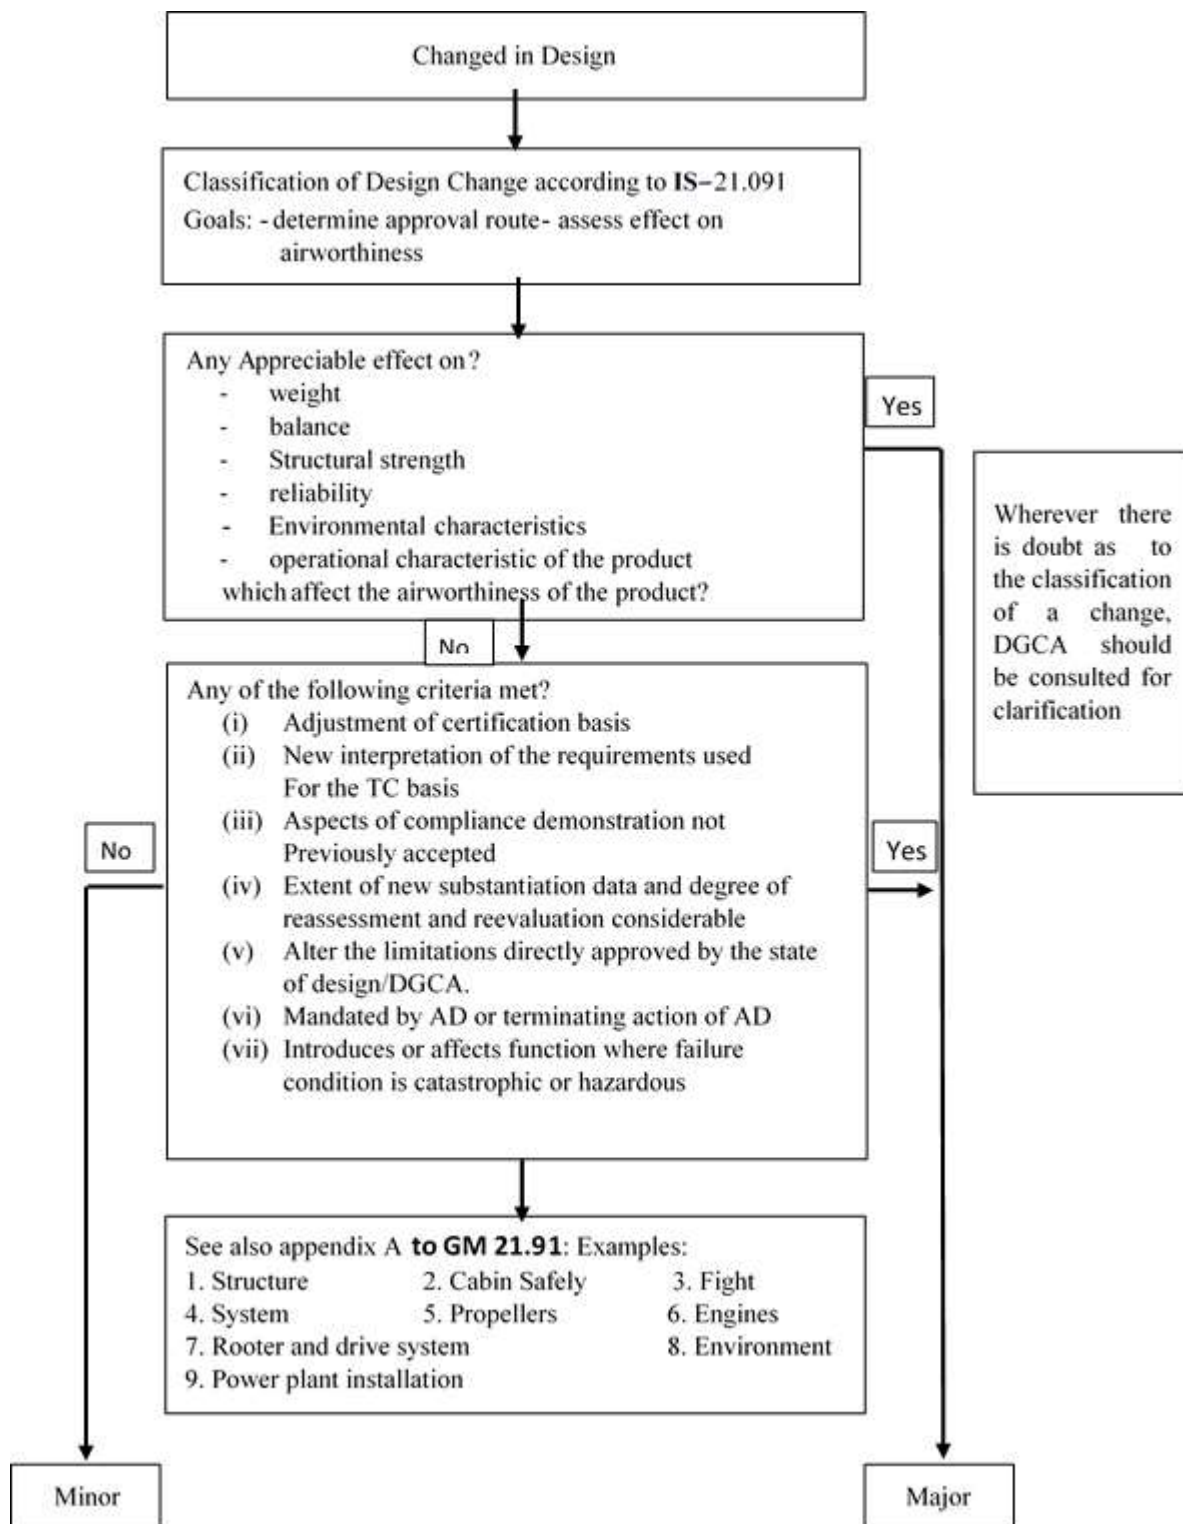 Changed in Design
Classification of Design Change according to IS–21.091
Goals: - determine approval route- assess effect on
airworthiness
Any Appreciable effect on?
- weight
- balance
- Structural strength
- reliability
- Environmental characteristics
- operational characteristic of the product
which affect the airworthiness of the product?
Yes
Wherever there
is doubt as to
the classification
of a change,
DGCA should
be consulted for
clarification
No
Any of the following criteria met?
(i) Adjustment of certification basis
(ii) New interpretation of the requirements used
For the TC basis
(iii) Aspects of compliance demonstration not
Previously accepted
(iv) Extent of new substantiation data and degree of
reassessment and reevaluation considerable
(v) Alter the limitations directly approved by the state
of design/DGCA.
(vi) Mandated by AD or terminating action of AD
(vii) Introduces or affects function where failure
condition is catastrophic or hazardous
No
Yes
See also appendix A to GM 21.91: Examples:
1. Structure 2. Cabin Safely 3. Fight
4. System 5. Propellers 6. Engines
7. Rooter and drive system 8. Environment
9. Power plant installation
Minor
Major